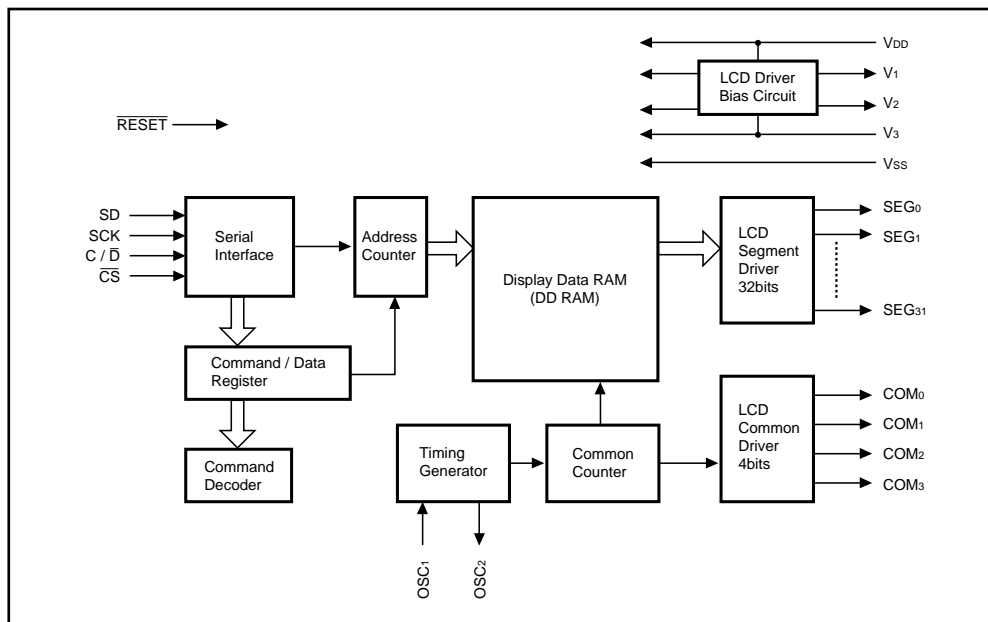 VDD
LCD Driver
Bias Circuit
V1
V2
RESET
V3
VSS
SD
SCK
C / D
CS
Serial
Interface
Address
Counter
Display Data RAM
(DD RAM)
LCD
Segment
Driver
32bits
SEG0
SEG1
SEG31
Command / Data
Register
Command
Decoder
Timing
Generator
Common
Counter
LCD
Common
Driver
4bits
COM0
COM1
COM2
COM3
OSC1
OSC2